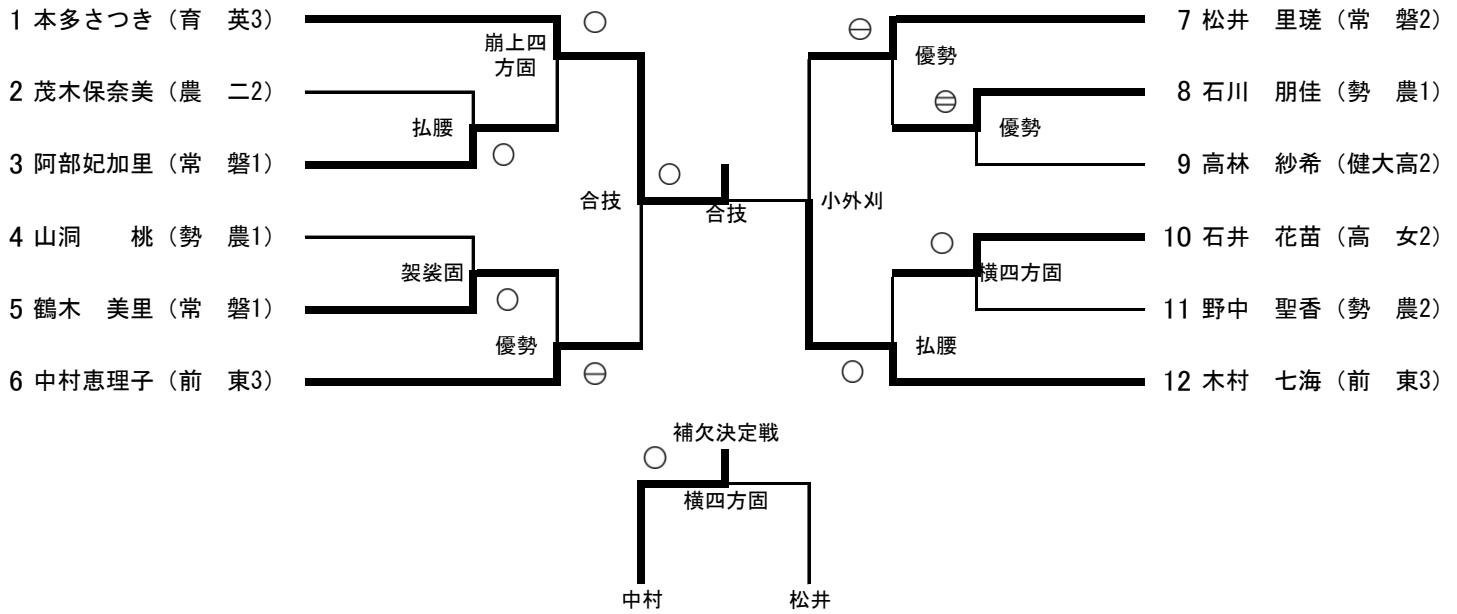 1 本多さつき（育　英3）
2 茂木保奈美（農　二2）
3 阿部妃加里（常　磐1）
4 山洞　　桃（勢　農1）
5 鶴木　美里（常　磐1）
6 中村恵理子（前　東3）
崩上四
方固
払腰
袈裟固
優勢
合技
合技
小外刈
優勢
優勢
横四方固
払腰
7 松井　里瑳（常　磐2）
8 石川　朋佳（勢　農1）
9 高林　紗希（健大高2）
10 石井　花苗（高　女2）
11 野中　聖香（勢　農2）
12 木村　七海（前　東3）
補欠決定戦
横四方固
中村
松井